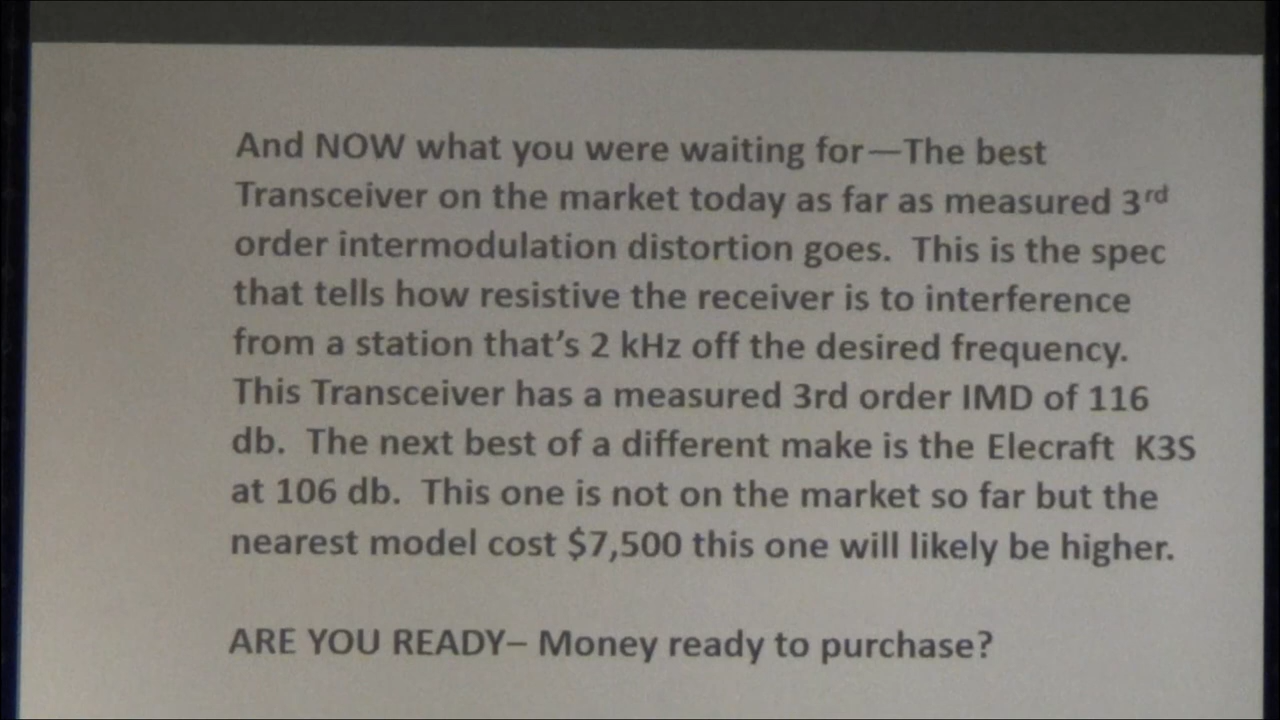 And NOW what you were waiting for—The best
Transceiver on the market today as far as measured 3rd
order intermodulation distortion goes.  This is the spec
that tells how resistive the receiver is to interference
from a station that's 2 kHz off the desired frequency.
This Transceiver has a measured 3rd order IMD of 116
db.  The next best of a different make is the Elecraft  K3S
at 106 db.  This one is not on the market so far but the
nearest model cost $7,500 this one will likely be higher.
ARE YOU READY– Money ready to purchase?